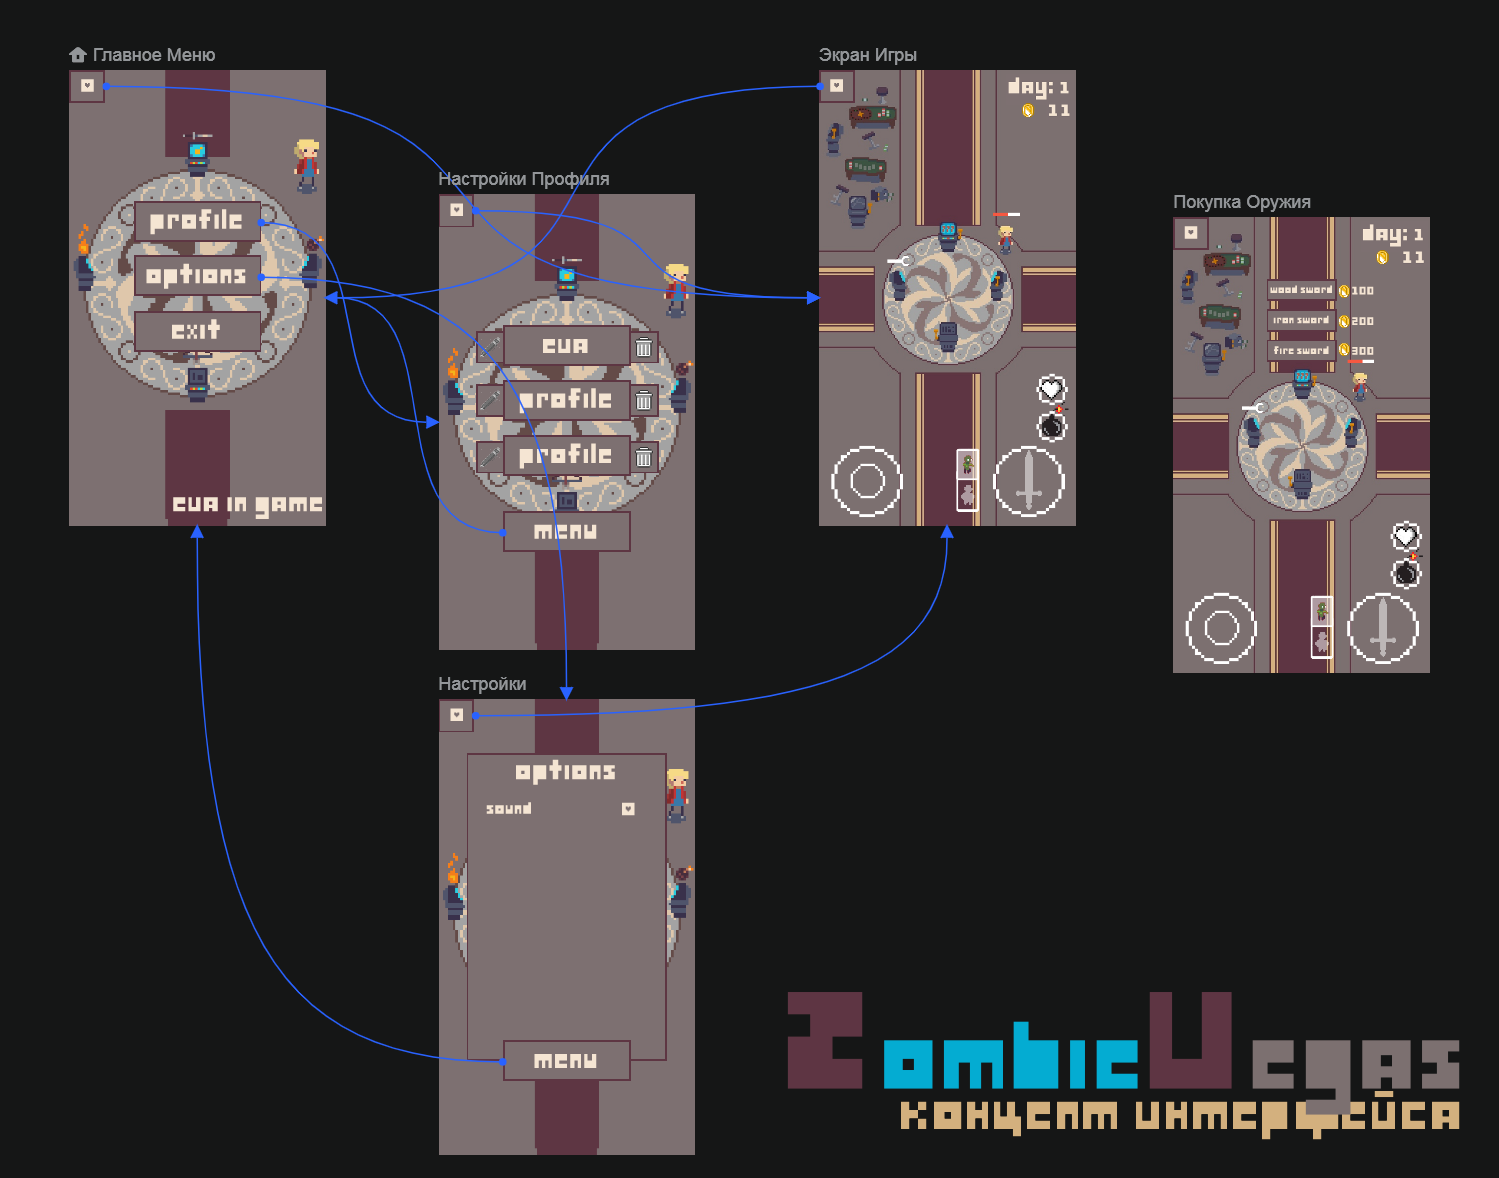 Главное Меню
profile
options
exit
cua in game
Настройки Профиля
cua
profile
profile
menu
Настройки
options
sound
menu
Экран Игры
day: 1
11
Покупка Оружия
day: 1
11
wood sword 100
iron sword 200
fire sword 300
ZombieVegas
концепт интерфейса